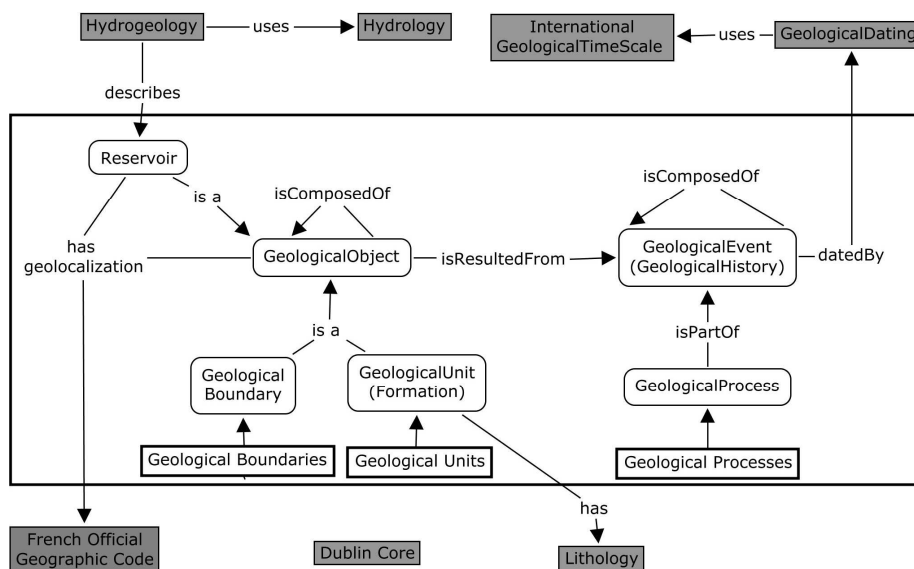 Hydrogeology
uses
Hydrology
International
GeologicalTimeScale
uses
GeologicalDating
describes
Reservoir
is a
isComposedOf
isComposedOf
has
geolocalization
GeologicalObject
isResultedFrom
GeologicalEvent
(GeologicalHistory)
datedBy
is a
isPartOf
Geological
Boundary
GeologicalUnit
(Formation)
GeologicalProcess
Geological Boundaries
Geological Units
Geological Processes
has
French Official
Geographic Code
Dublin Core
Lithology